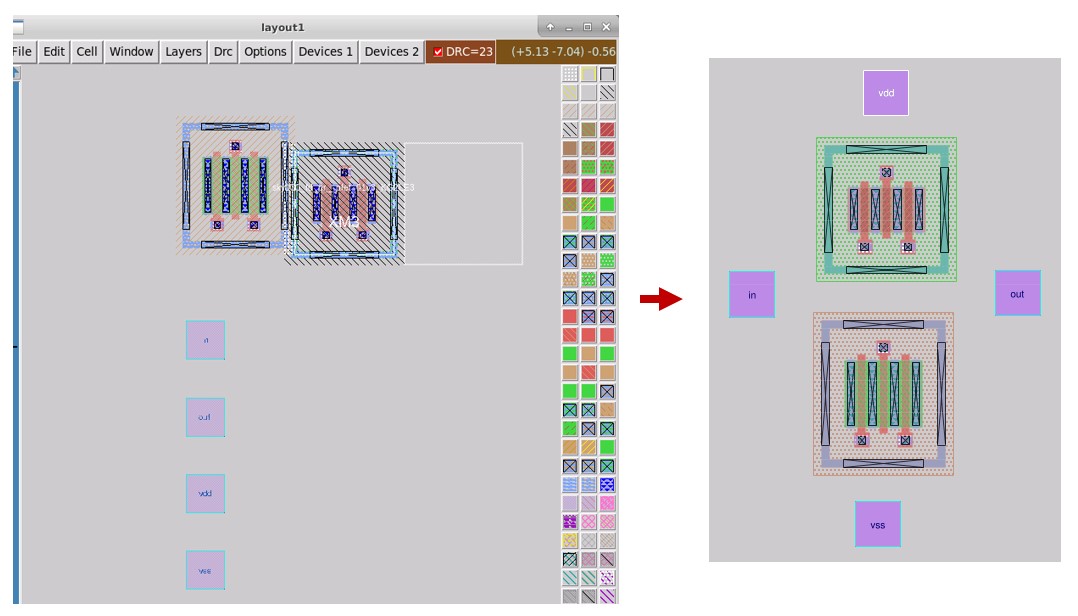 layout1
File Edit Cell Window Layers Drc Options Devices 1 Devices 2 DRC=23 (+5.13 -7.04) -0.56
XM2
out
vdd
vss
vdd
in
out
vss